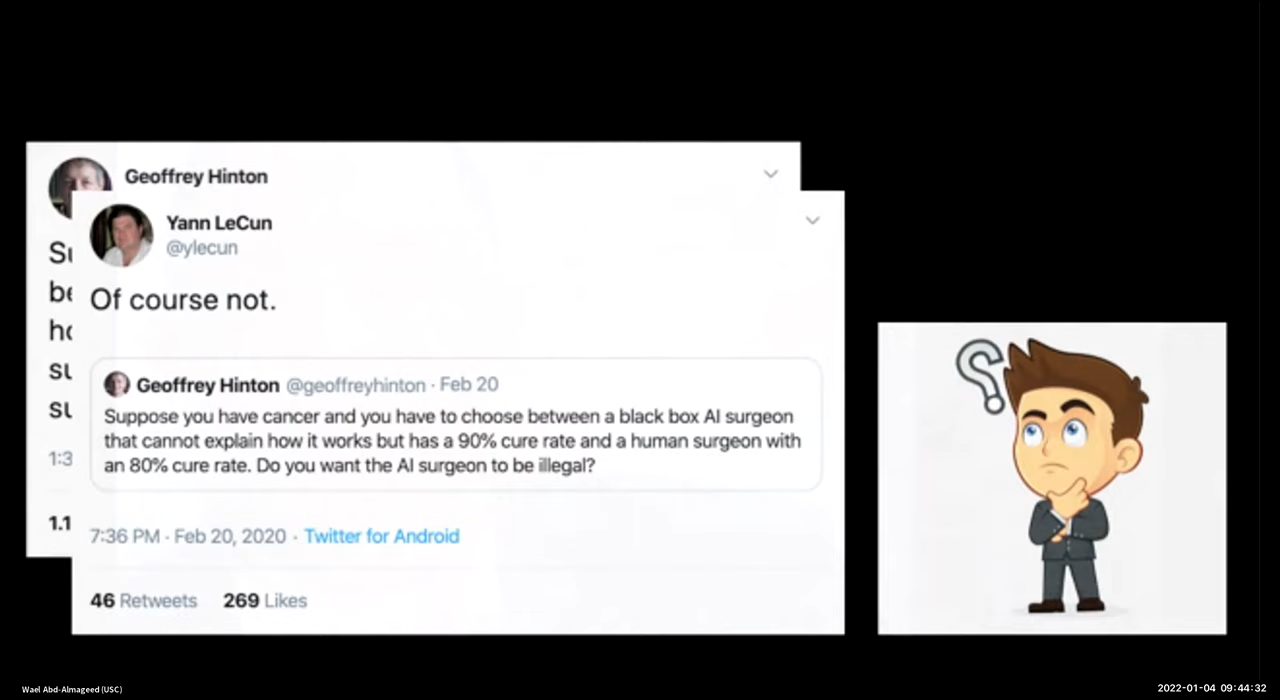 Geoffrey Hinton
Yann LeCun
@ylecun
Of course not.
Geoffrey Hinton @geoffreyhinton · Feb 20
Suppose you have cancer and you have to choose between a black box AI surgeon
that cannot explain how it works but has a 90% cure rate and a human surgeon with
an 80% cure rate. Do you want the AI surgeon to be illegal?
7:36 PM · Feb 20, 2020 · Twitter for Android
46 Retweets 269 Likes
Wael Abd-Almageed (USC)
2022-01-04 09:44:32